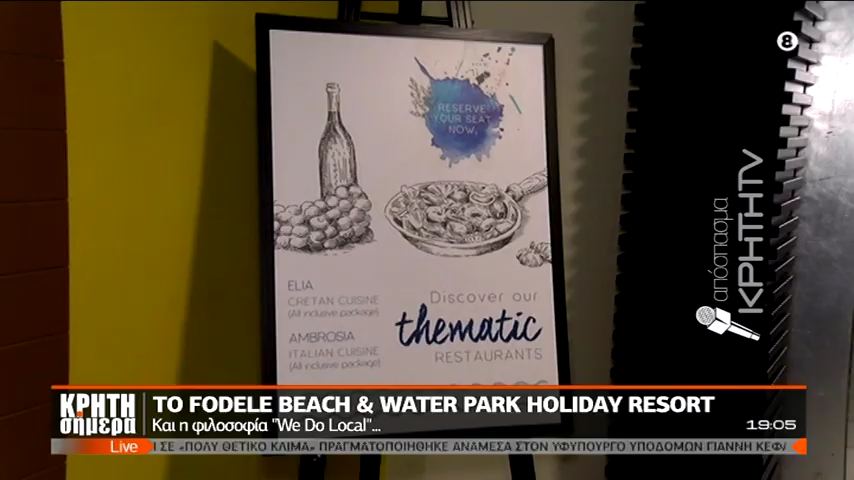 8
RESERVE
YOUR SEAT
NOW,
ELIA
CRETAN CUISINE
(All inclusive package)
AMBROSIA
ITALIAN CUISINE
(All inclusive package)
Discover our
thematic
RESTAURANTS
απόσπασμα
ΚΡΗΤΗTV
ΚΡΗΤΗ
σήμερα
ΤΟ FODELE BEACH & WATER PARK HOLIDAY RESORT
Και η φιλοσοφία "We Do Local"...
19:05
Live
Ι ΣΕ «ΠΟΛΥ ΘΕΤΙΚΟ ΚΛΙΜΑ» ΠΡΑΓΜΑΤΟΠΟΙΗΘΗΚΕ ΑΝΑΜΕΣΑ ΣΤΟΝ ΥΦΥΠΟΥΡΓΟ ΥΠΟΔΟΜΩΝ ΓΙΑΝΝΗ ΚΕΦ